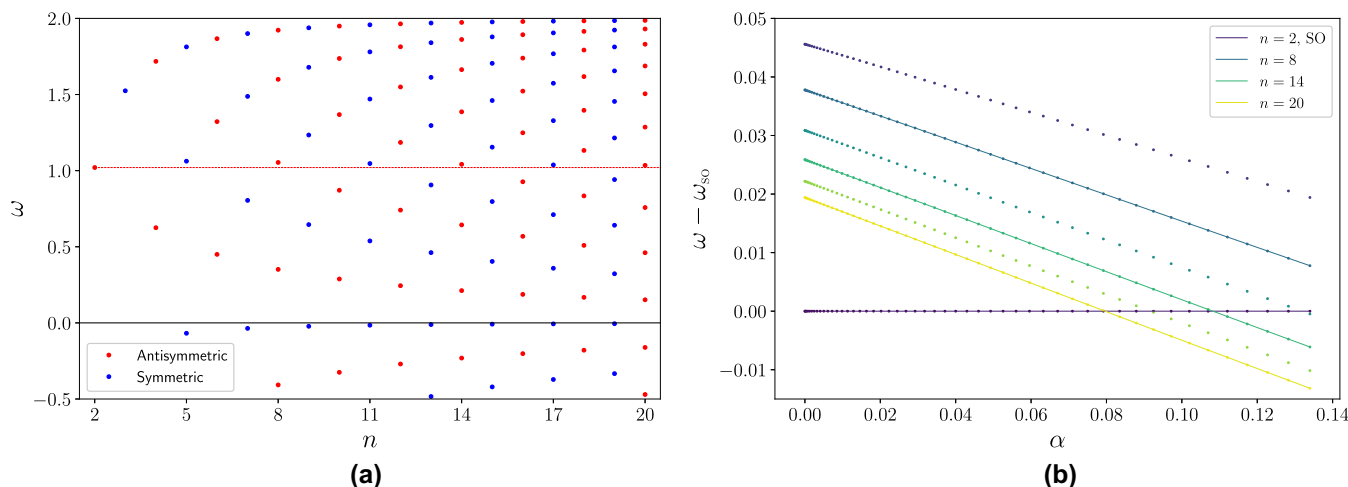 2.0
1.5
1.0
0.5
0.0
−0.5
ω
2
5
8
11
14
17
20
n
Antisymmetric
Symmetric
(a)
0.05
0.04
0.03
0.02
0.01
0.00
−0.01
ω − ω_so
n = 2, SO
n = 8
n = 14
n = 20
0.00
0.02
0.04
0.06
0.08
0.10
0.12
0.14
α
(b)